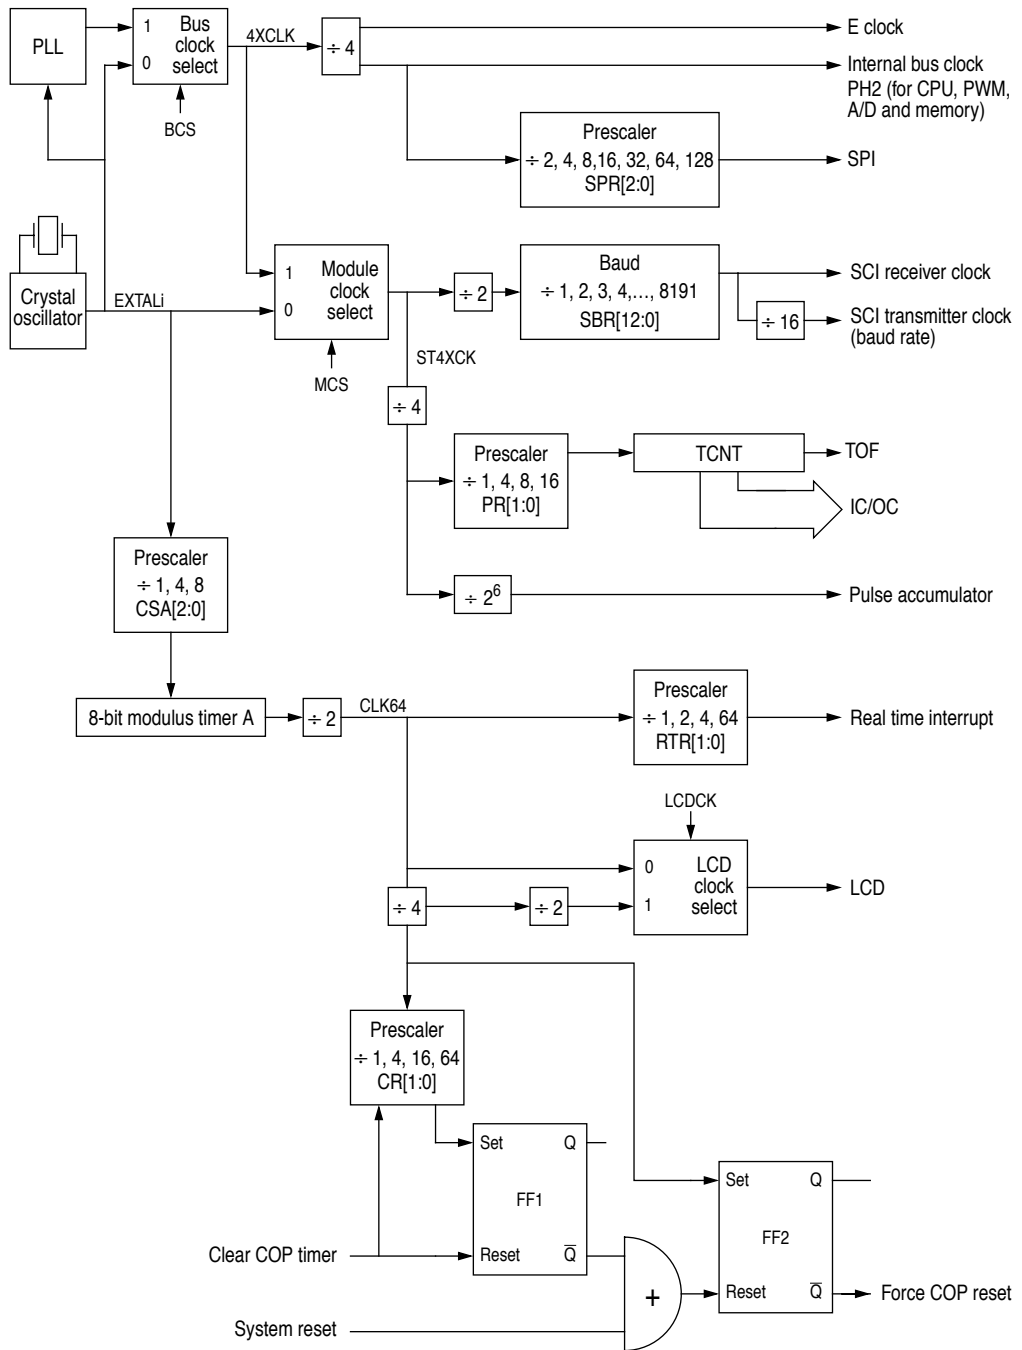 PLL
1
0
Bus
clock
select
BCS
4XCLK
÷ 4
E clock
Internal bus clock
PH2 (for CPU, PWM,
A/D and memory)
Prescaler
÷ 2, 4, 8,16, 32, 64, 128
SPR[2:0]
SPI
Crystal
oscillator
EXTALi
1
0
Module
clock
select
MCS
ST4XCK
÷ 2
Baud
÷ 1, 2, 3, 4,..., 8191
SBR[12:0]
SCI receiver clock
÷ 16
SCI transmitter clock
(baud rate)
÷ 4
Prescaler
÷ 1, 4, 8, 16
PR[1:0]
TCNT
TOF
IC/OC
Prescaler
÷ 1, 4, 8
CSA[2:0]
÷ 2⁶
Pulse accumulator
8-bit modulus timer A
÷ 2
CLK64
Prescaler
÷ 1, 2, 4, 64
RTR[1:0]
Real time interrupt
LCDCK
0
1
LCD
clock
select
LCD
÷ 4
÷ 2
Prescaler
÷ 1, 4, 16, 64
CR[1:0]
Set
Q
FF1
Reset
Q̅
Set
Q
FF2
Reset
Q̅
Clear COP timer
+
Force COP reset
System reset